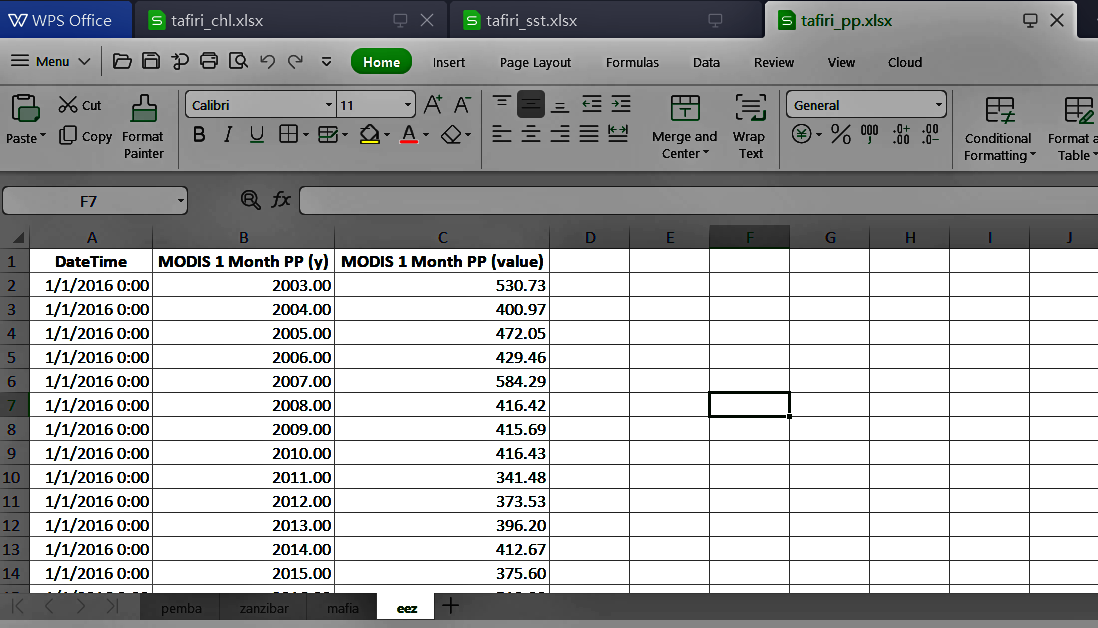 WPS Office tafiri_chl.xlsx tafiri_sst.xlsx tafiri_pp.xlsx
Menu Home Insert Page Layout Formulas Data Review View Cloud
Paste Cut Copy Format Painter Calibri 11 A+ A- Merge and Center Wrap Text General Conditional Formatting Format a Table
B I U A % 000 .00 .0
F7 fx
A B C D E F G H I J
1 DateTime MODIS 1 Month PP (y) MODIS 1 Month PP (value)
2 1/1/2016 0:00 2003.00 530.73
3 1/1/2016 0:00 2004.00 400.97
4 1/1/2016 0:00 2005.00 472.05
5 1/1/2016 0:00 2006.00 429.46
6 1/1/2016 0:00 2007.00 584.29
7 1/1/2016 0:00 2008.00 416.42
8 1/1/2016 0:00 2009.00 415.69
9 1/1/2016 0:00 2010.00 416.43
10 1/1/2016 0:00 2011.00 341.48
11 1/1/2016 0:00 2012.00 373.53
12 1/1/2016 0:00 2013.00 396.20
13 1/1/2016 0:00 2014.00 412.67
14 1/1/2016 0:00 2015.00 375.60
pemba zanzibar mafia eez